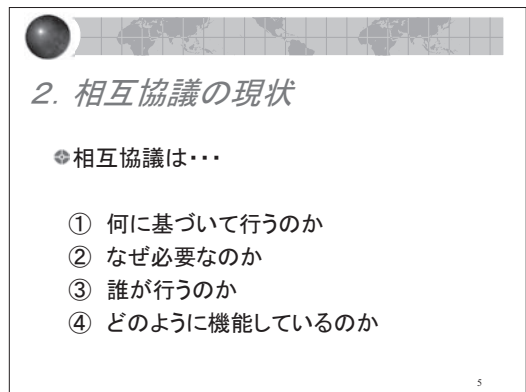 ２．相互協議の現状
相互協議は・・・
① 何に基づいて行うのか
② なぜ必要なのか
③ 誰が行うのか
④ どのように機能しているのか
5